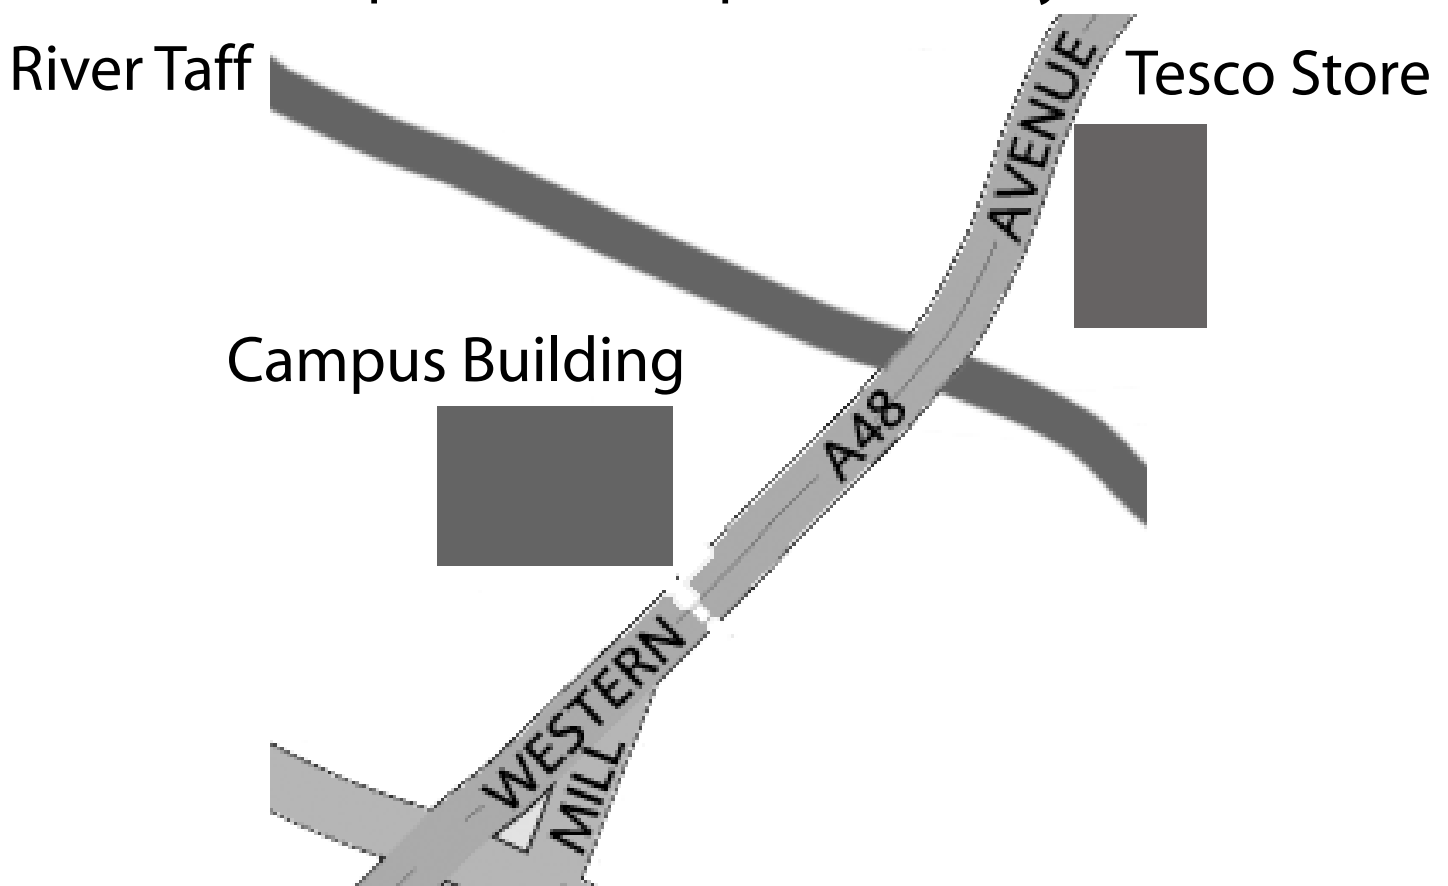 River Taff
Tesco Store
AVENUE
Campus Building
A48
WESTERN
MILL